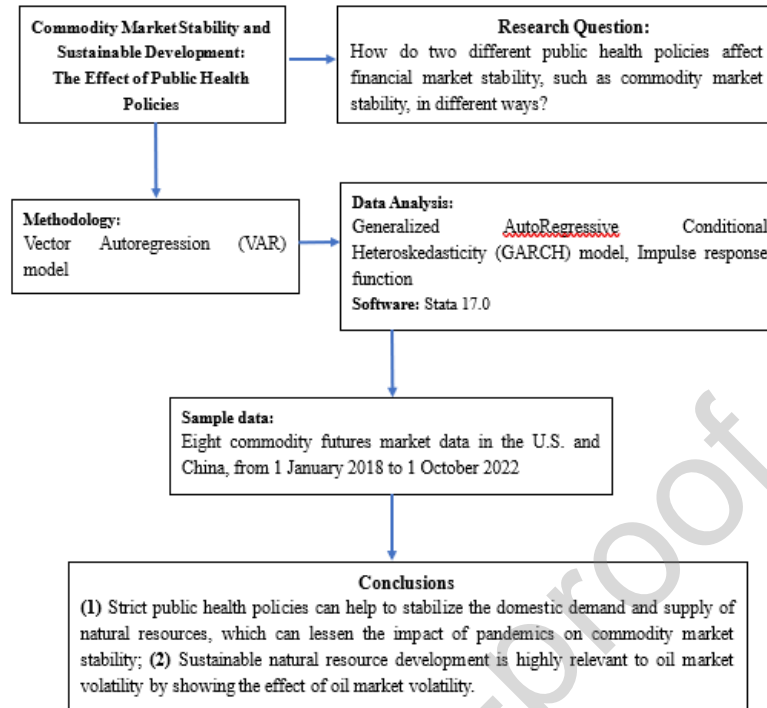 Commodity Market Stability and
Sustainable Development:
The Effect of Public Health
Policies
Research Question:
How do two different public health policies affect
financial market stability, such as commodity market
stability, in different ways?
Methodology:
Vector Autoregression (VAR)
model
Data Analysis:
Generalized AutoRegressive Conditional
Heteroskedasticity (GARCH) model, Impulse response
function
Software: Stata 17.0
Sample data:
Eight commodity futures market data in the U.S. and
China, from 1 January 2018 to 1 October 2022
Conclusions
(1) Strict public health policies can help to stabilize the domestic demand and supply of
natural resources, which can lessen the impact of pandemics on commodity market
stability; (2) Sustainable natural resource development is highly relevant to oil market
volatility by showing the effect of oil market volatility.
proof